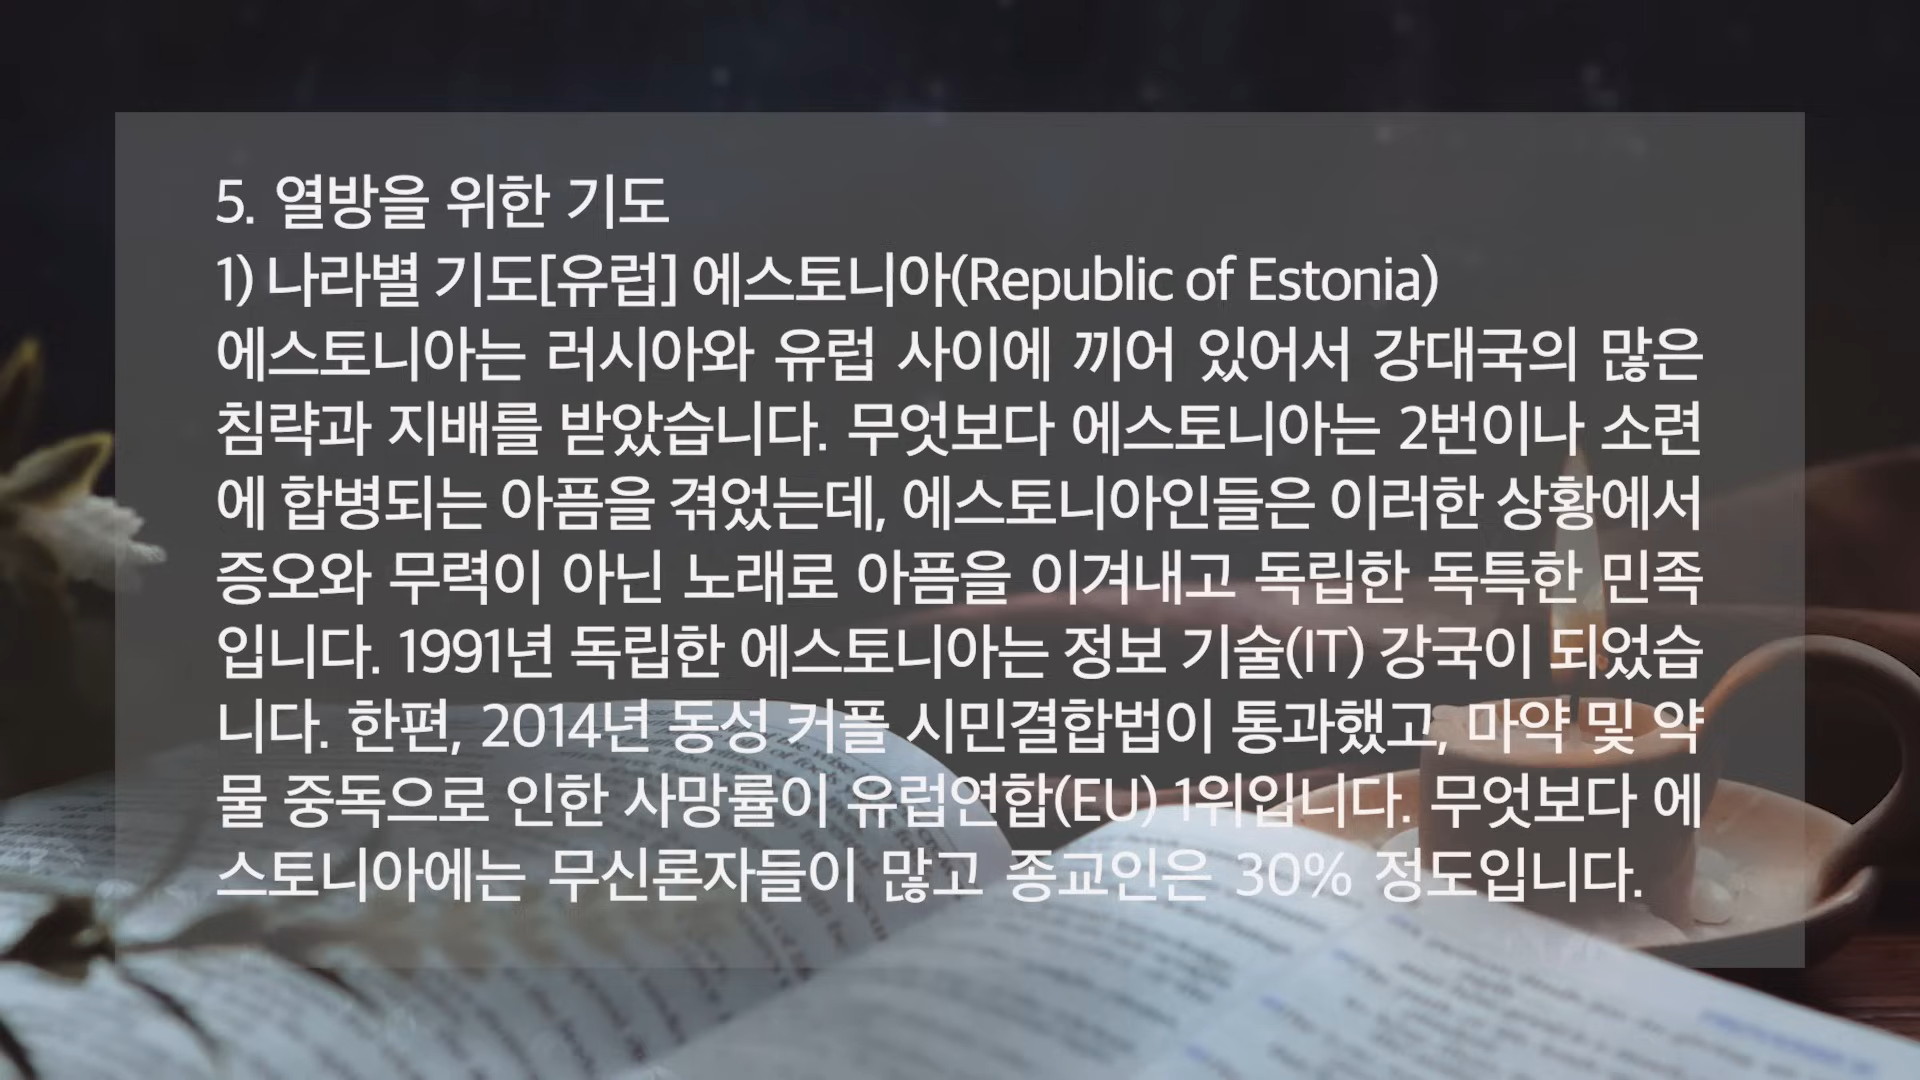 5. 열방을 위한 기도
1) 나라별 기도[유럽] 에스토니아(Republic of Estonia)
에스토니아는 러시아와 유럽 사이에 끼어 있어서 강대국의 많은
침략과 지배를 받았습니다. 무엇보다 에스토니아는 2번이나 소련
에 합병되는 아픔을 겪었는데, 에스토니아인들은 이러한 상황에서
증오와 무력이 아닌 노래로 아픔을 이겨내고 독립한 독특한 민족
입니다. 1991년 독립한 에스토니아는 정보 기술(IT) 강국이 되었습
니다. 한편, 2014년 동성 커플 시민결합법이 통과했고, 마약 및 약
물 중독으로 인한 사망률이 유럽연합(EU) 1위입니다. 무엇보다 에
스토니아에는 무신론자들이 많고 종교인은 30% 정도입니다.